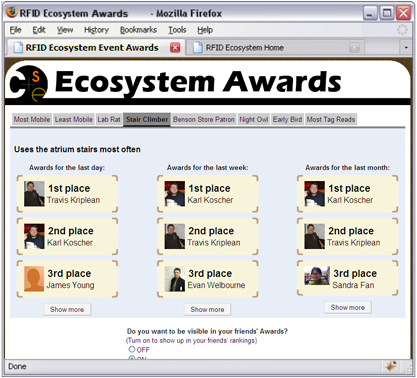 RFID Ecosystem Awards - Mozilla Firefox
File Edit View History Bookmarks Tools Help
RFID Ecosystem Event Awards RFID Ecosystem Home
Ecosystem Awards
Most Mobile Least Mobile Lab Rat Stair Climber Benson Store Patron Night Owl Early Bird Most Tag Reads
Uses the atrium stairs most often
Awards for the last day: Awards for the last week: Awards for the last month:
1st place 1st place 1st place
Travis Kriplean Karl Koscher Karl Koscher
2nd place 2nd place 2nd place
Karl Koscher Travis Kriplean Travis Kriplean
3rd place 3rd place 3rd place
James Young Evan Welbourne Sandra Fan
Show more Show more Show more
Do you want to be visible in your friends' Awards?
(Turn on to show up in your friends' rankings)
OFF
ON
Done